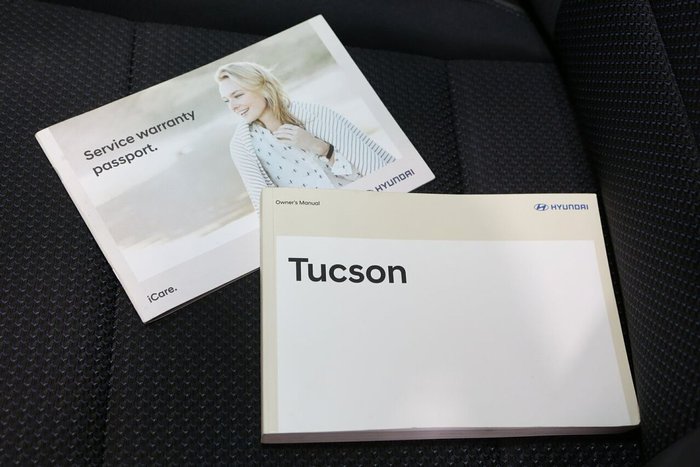 Service warranty
passport.
HYUNDAI
iCare.
Owner's Manual
HYUNDAI
Tucson